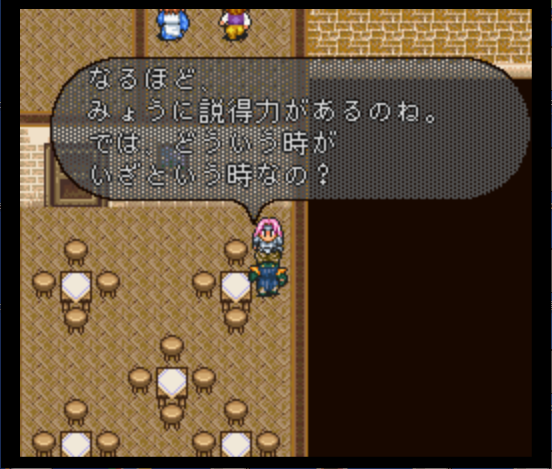 なるほど、
みょうに説得力があるのね。
では、どういう時が
いざという時なの？